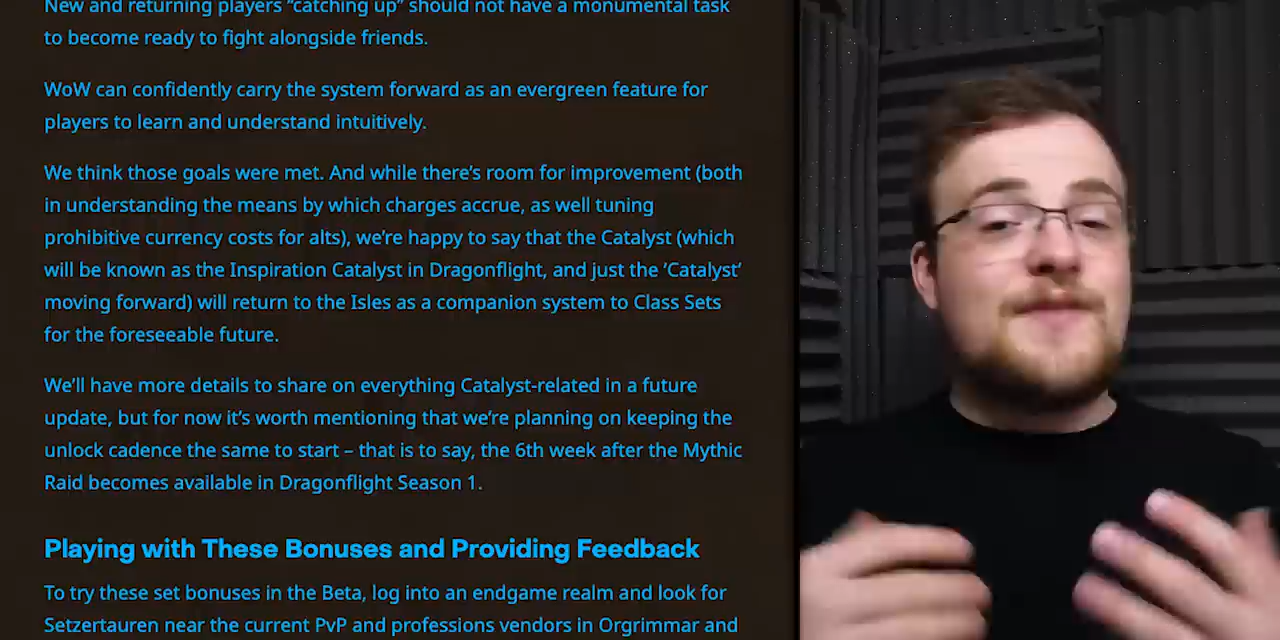 New and returning players “catching up” should not have a monumental task
to become ready to fight alongside friends.
WoW can confidently carry the system forward as an evergreen feature for
players to learn and understand intuitively.
We think those goals were met. And while there’s room for improvement (both
in understanding the means by which charges accrue, as well tuning
prohibitive currency costs for alts), we’re happy to say that the Catalyst (which
will be known as the Inspiration Catalyst in Dragonflight, and just the ’Catalyst’
moving forward) will return to the Isles as a companion system to Class Sets
for the foreseeable future.
We’ll have more details to share on everything Catalyst-related in a future
update, but for now it’s worth mentioning that we’re planning on keeping the
unlock cadence the same to start – that is to say, the 6th week after the Mythic
Raid becomes available in Dragonflight Season 1.
Playing with These Bonuses and Providing Feedback
To try these set bonuses in the Beta, log into an endgame realm and look for
Setzertauren near the current PvP and professions vendors in Orgrimmar and